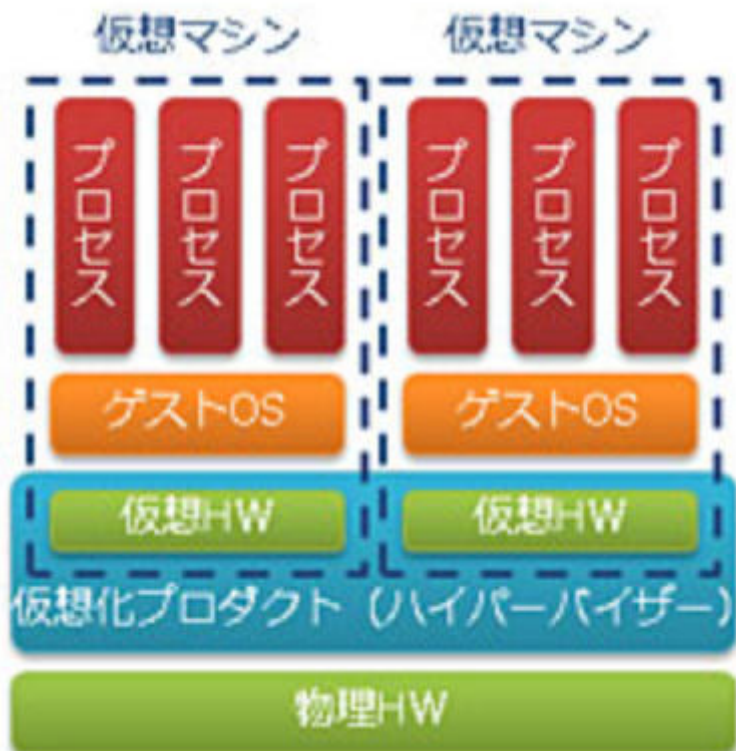 仮想マシン 仮想マシン
プロセス プロセス プロセス プロセス プロセス プロセス
ゲストOS ゲストOS
仮想HW 仮想HW
仮想化プロダクト（ハイパーバイザー）
物理HW